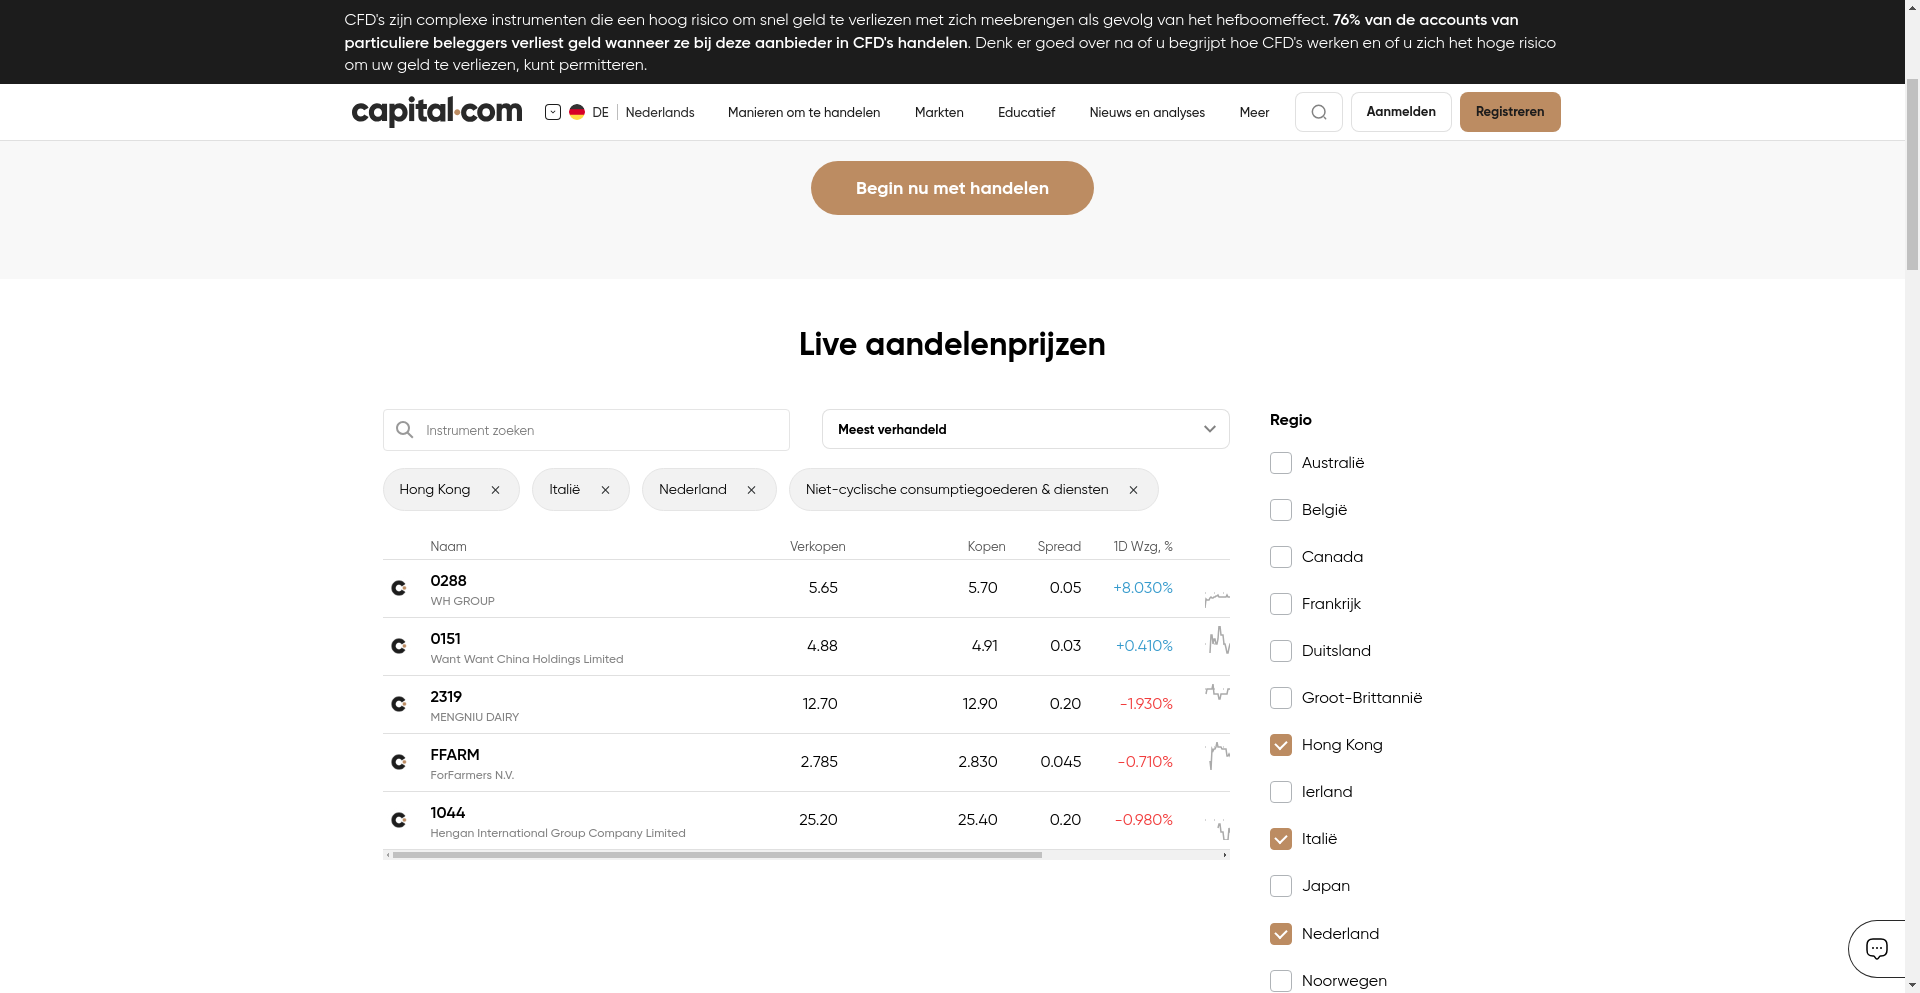 CFD's zijn complexe instrumenten die een hoog risico om snel geld te verliezen met zich meebrengen als gevolg van het hefboomeffect. 76% van de accounts van
particuliere beleggers verliest geld wanneer ze bij deze aanbieder in CFD's handelen. Denk er goed over na of u begrijpt hoe CFD's werken en of u zich het hoge risico
om uw geld te verliezen, kunt permitteren.
capital.com DE Nederlands Manieren om te handelen Markten Educatief Nieuws en analyses Meer Aanmelden Registreren
Begin nu met handelen
Live aandelenprijzen
Instrument zoeken
Meest verhandeld
Hong Kong Italië Nederland Niet-cyclische consumptiegoederen & diensten
Naam Verkopen Kopen Spread 1D Wzg, %
0288 5.65 5.70 0.05 +8.030%
WH GROUP
0151 4.88 4.91 0.03 +0.410%
Want Want China Holdings Limited
2319 12.70 12.90 0.20 -1.930%
MENGNIU DAIRY
FFARM 2.785 2.830 0.045 -0.710%
ForFarmers N.V.
1044 25.20 25.40 0.20 -0.980%
Hengan International Group Company Limited
Regio
Australië
België
Canada
Frankrijk
Duitsland
Groot-Brittannië
Hong Kong
Ierland
Italië
Japan
Nederland
Noorwegen